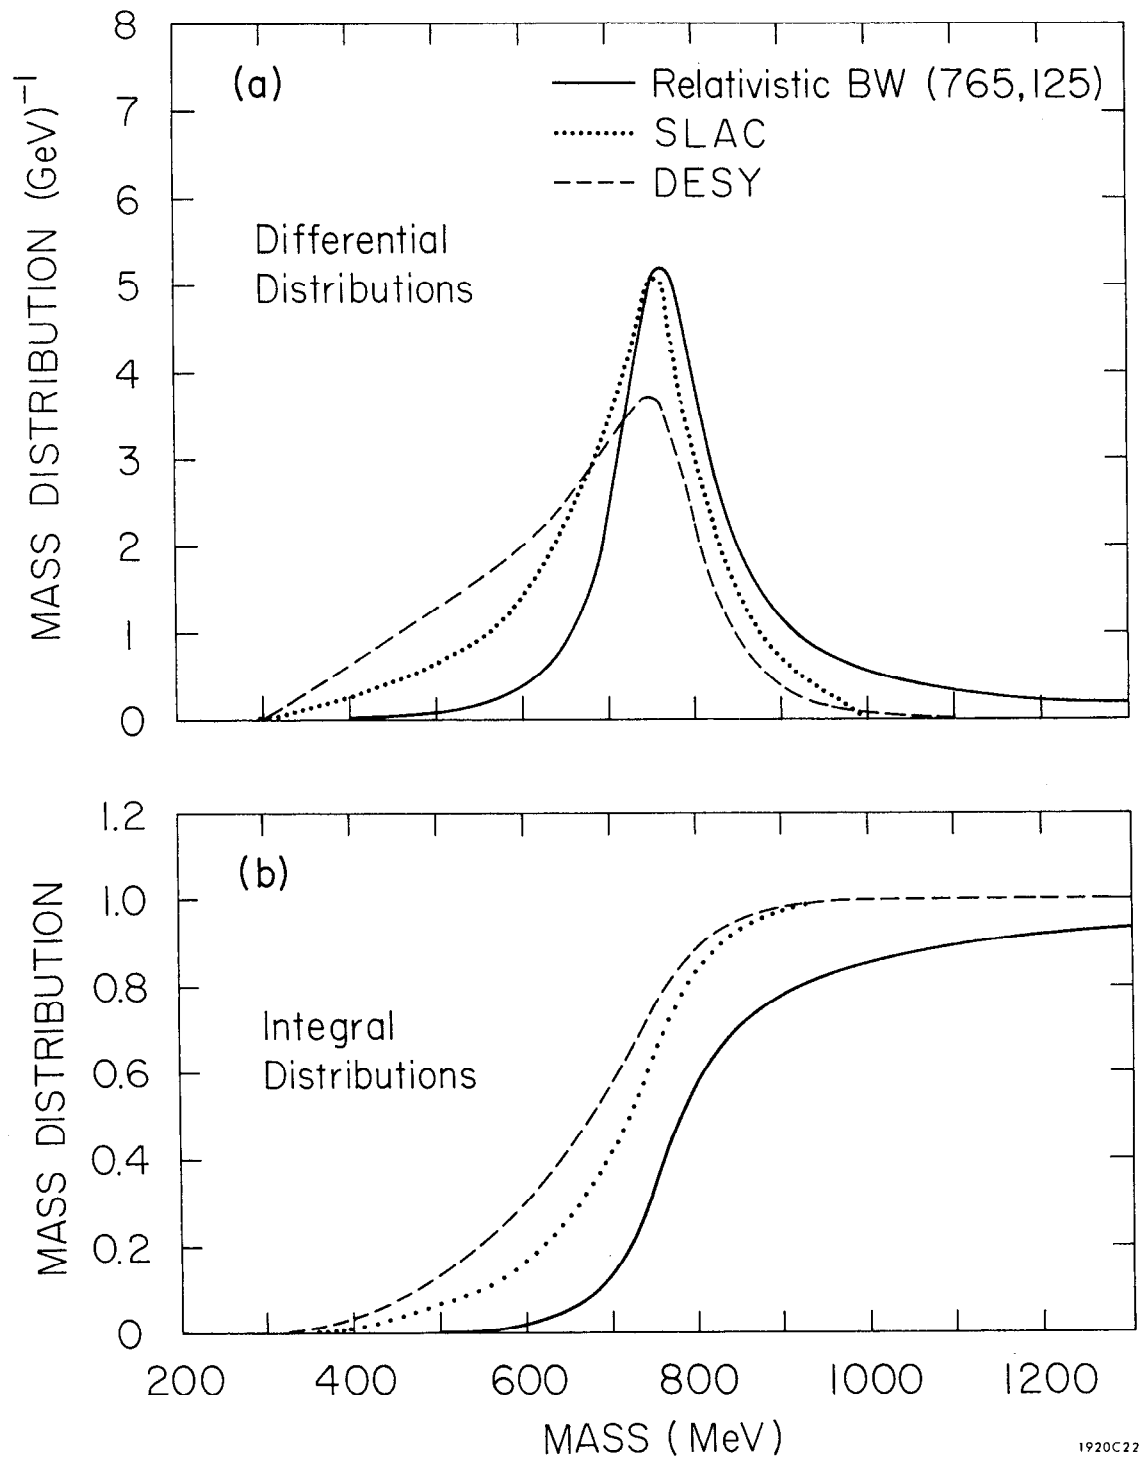 8
7
6
5
4
3
2
1
0
MASS DISTRIBUTION (GeV)⁻¹
(a)
Relativistic BW (765,125)
SLAC
DESY
Differential
Distributions
1.2
1.0
0.8
0.6
0.4
0.2
0
MASS DISTRIBUTION
(b)
Integral
Distributions
200 400 600 800 1000 1200
MASS (MeV)
1920C22